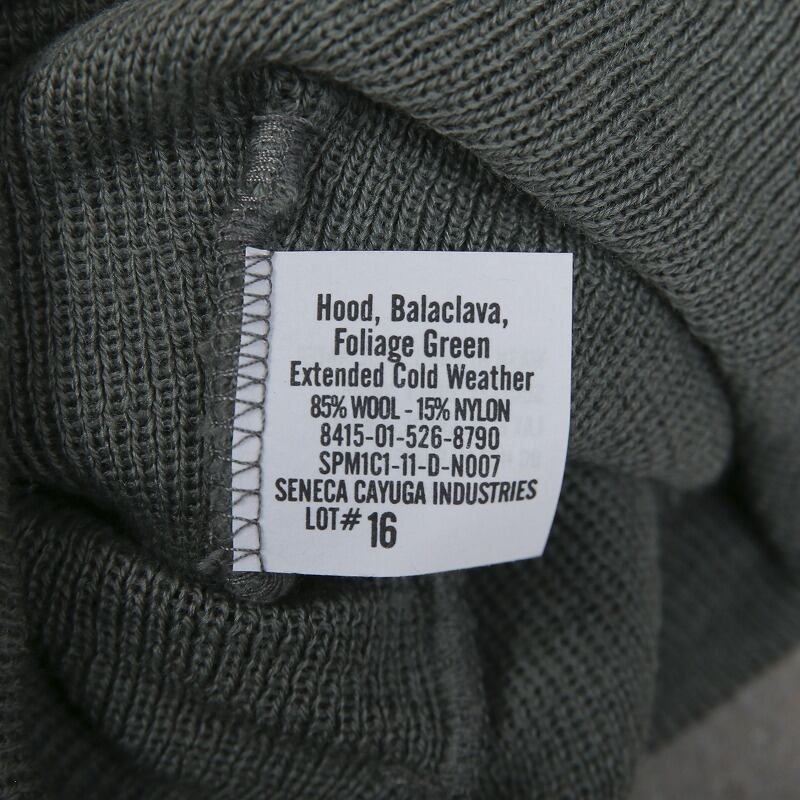 Hood, Balaclava,
Foliage Green
Extended Cold Weather
85% WOOL - 15% NYLON
8415-01-526-8790
SPM1C1-11-D-N007
SENECA CAYUGA INDUSTRIES
LOT# 16